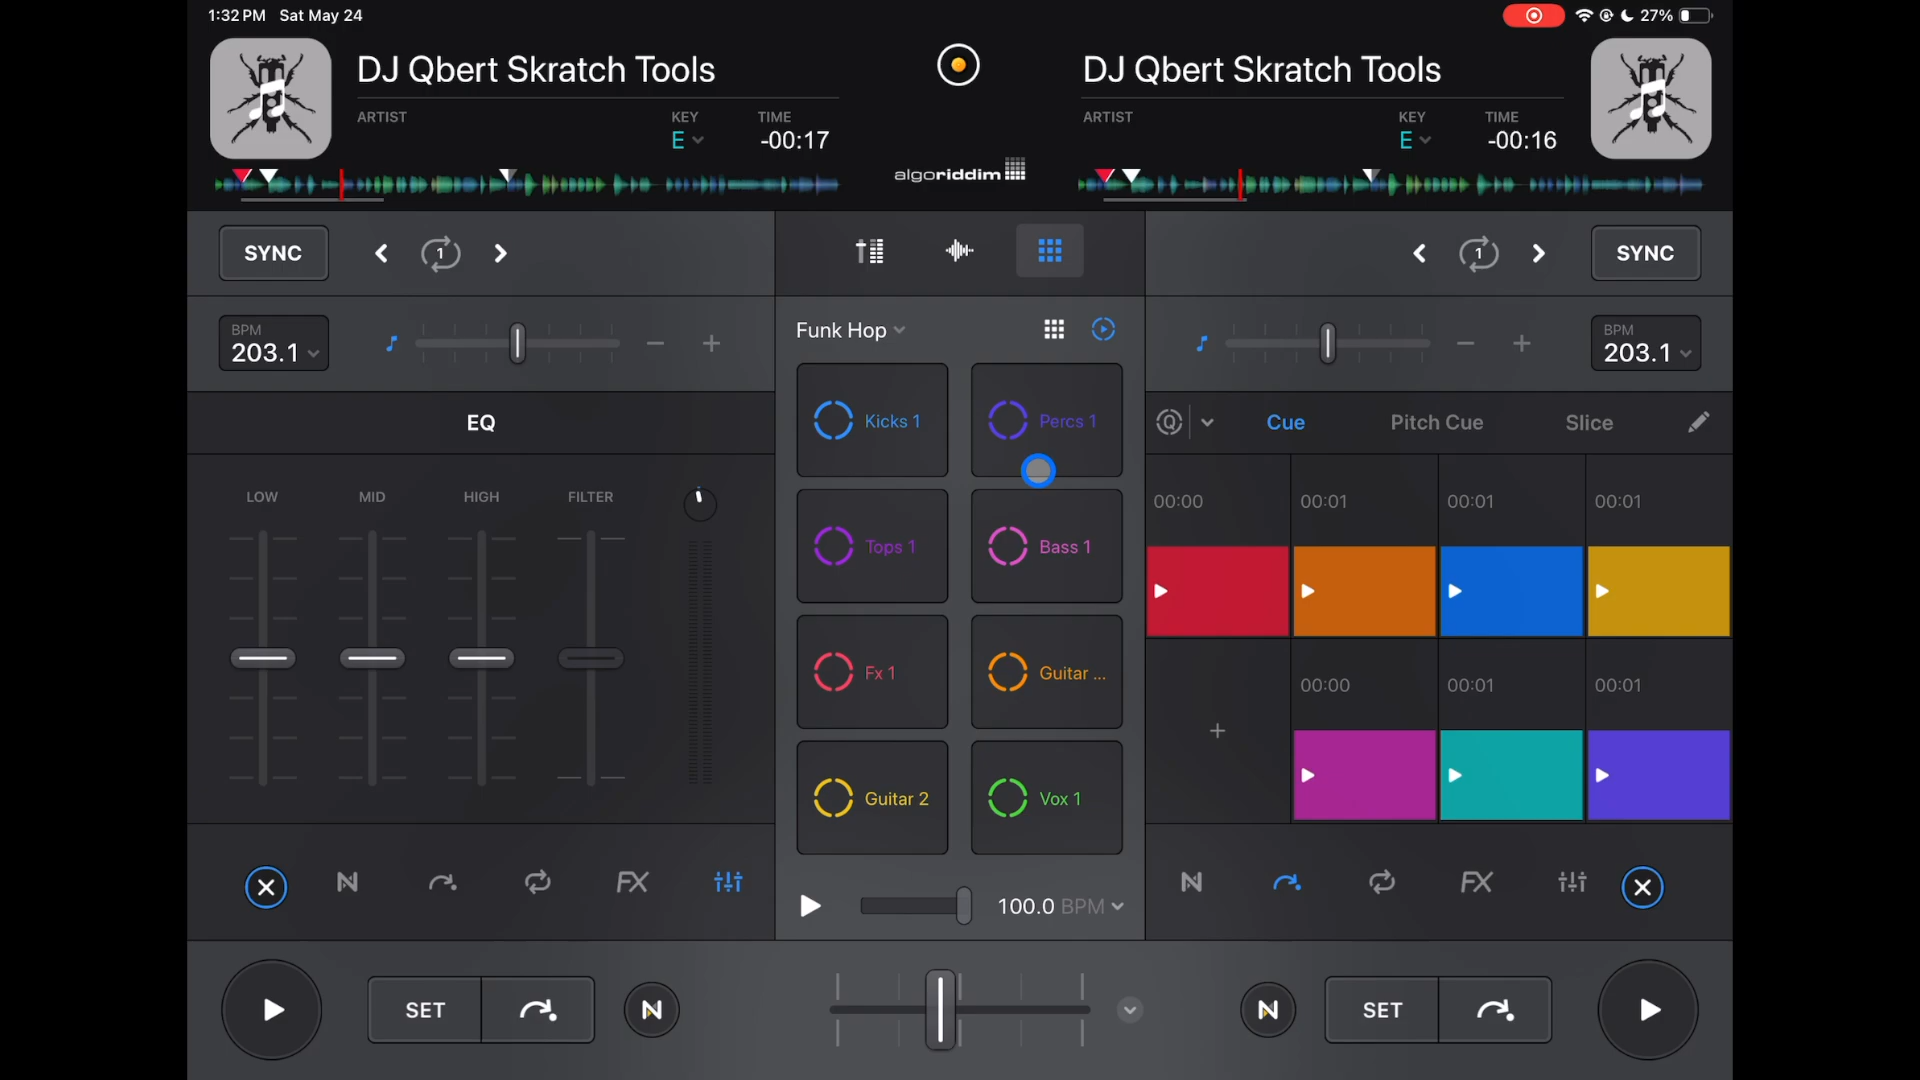 1:32 PM Sat May 24
27%
DJ Qbert Skratch Tools
ARTIST
KEY
E
TIME
-00:17
algoriddim
DJ Qbert Skratch Tools
ARTIST
KEY
E
TIME
-00:16
SYNC
1
1
SYNC
BPM
203.1
BPM
203.1
Funk Hop
EQ
Q
Cue
Pitch Cue
Slice
LOW
MID
HIGH
FILTER
Kicks 1
Percs 1
Tops 1
Bass 1
Fx 1
Guitar ...
Guitar 2
Vox 1
00:00
00:01
00:01
00:01
00:00
00:01
00:01
+
N
FX
100.0 BPM
N
FX
SET
N
N
SET